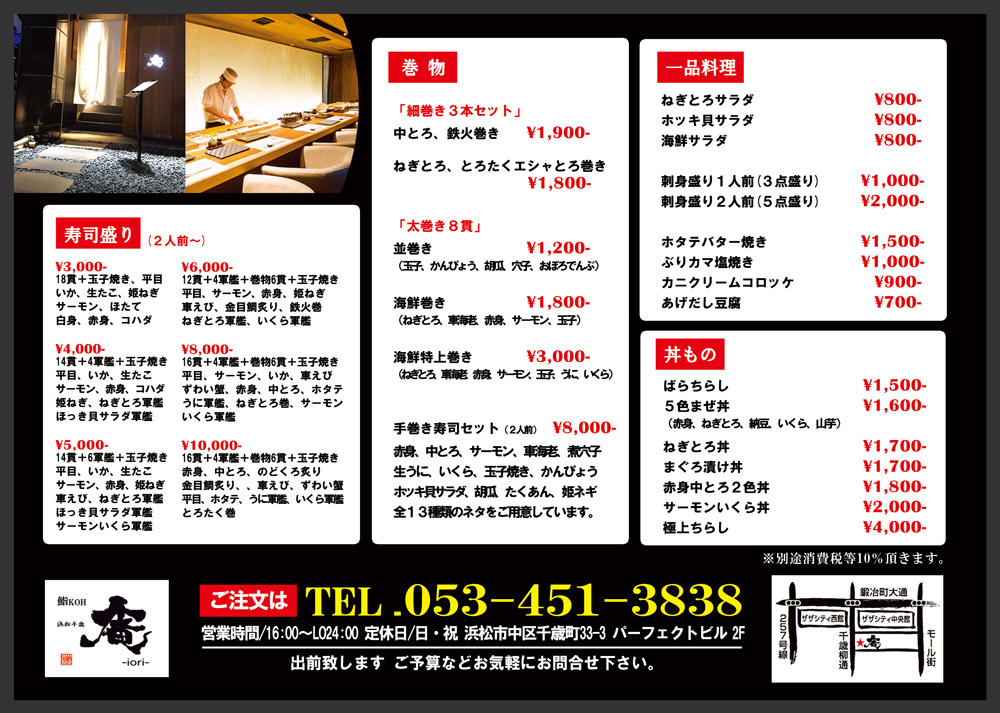 庵
寿司盛り（２人前～）
¥3,000-
18貫＋玉子焼き、平目
いか、生たこ、姫ねぎ
サーモン、ほたて
白身、赤身、コハダ
¥4,000-
14貫＋4軍艦＋玉子焼き
平目、いか、生たこ
サーモン、赤身、コハダ
姫ねぎ、ねぎとろ軍艦
ほっき貝サラダ軍艦
¥5,000-
14貫＋6軍艦＋玉子焼き
平目、いか、生たこ
サーモン、赤身、姫ねぎ
車えび、ねぎとろ軍艦
ほっき貝サラダ軍艦
サーモンいくら軍艦
¥6,000-
12貫＋4軍艦＋巻物6貫＋玉子焼き
平目、サーモン、赤身、姫ねぎ
車えび、金目鯛炙り、鉄火巻
ねぎとろ軍艦、いくら軍艦
¥8,000-
16貫＋4軍艦＋巻物6貫＋玉子焼き
平目、サーモン、いか、車えび
ずわい蟹、赤身、中とろ、ホタテ
うに軍艦、ねぎとろ巻、サーモン
いくら軍艦
¥10,000-
16貫＋4軍艦＋巻物6貫＋玉子焼き
赤身、中とろ、のどくろ炙り
金目鯛炙り、、車えび、ずわい蟹
平目、ホタテ、うに軍艦、いくら軍艦
とろたく巻
巻 物
「細巻き３本セット」
中とろ、鉄火巻き ¥1,900-
ねぎとろ、とろたくエシャとろ巻き
¥1,800-
「太巻き８貫」
並巻き ¥1,200-
（玉子、かんぴょう、胡瓜、穴子、おぼろでんぶ）
海鮮巻き ¥1,800-
（ねぎとろ、車海老、赤身、サーモン、玉子）
海鮮特上巻き ¥3,000-
（ねぎとろ、車海老、赤身、サーモン、玉子、うに、いくら）
手巻き寿司セット（２人前） ¥8,000-
赤身、中とろ、サーモン、車海老、煮穴子
生うに、いくら、玉子焼き、かんぴょう
ホッキ貝サラダ、胡瓜、たくあん、姫ネギ
全１３種類のネタをご用意しています。
一品料理
ねぎとろサラダ ¥800-
ホッキ貝サラダ ¥800-
海鮮サラダ ¥800-
刺身盛り１人前（３点盛り） ¥1,000-
刺身盛り２人前（５点盛り） ¥2,000-
ホタテバター焼き ¥1,500-
ぶりカマ塩焼き ¥1,000-
カニクリームコロッケ ¥900-
あげだし豆腐 ¥700-
丼もの
ばらちらし ¥1,500-
５色まぜ丼 ¥1,600-
（赤身、ねぎとろ、納豆、いくら、山芋）
ねぎとろ丼 ¥1,700-
まぐろ漬け丼 ¥1,700-
赤身中とろ２色丼 ¥1,800-
サーモンいくら丼 ¥2,000-
極上ちらし ¥4,000-
※別途消費税等10％頂きます。
鮨KOH
浜松千歳
庵
-iori-
ご注文は TEL.053-451-3838
営業時間/16:00〜LO24:00 定休日/日・祝 浜松市中区千歳町33-3 パーフェクトビル 2F
出前致します ご予算などお気軽にお問合せ下さい。
鍛冶町大通
ザザシティ西館
ザザシティ中央館
257号線
千歳柳通
★庵
モール街